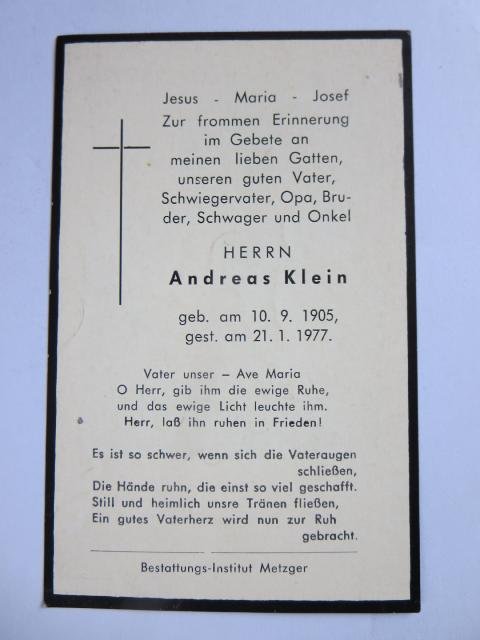 Jesus - Maria - Josef
Zur frommen Erinnerung
im Gebete an
meinen lieben Gatten,
unseren guten Vater,
Schwiegervater, Opa, Bru-
der, Schwager und Onkel
HERRN
Andreas Klein
geb. am 10. 9. 1905,
gest. am 21. 1. 1977.
Vater unser – Ave Maria
O Herr, gib ihm die ewige Ruhe,
und das ewige Licht leuchte ihm.
Herr, laß ihn ruhen in Frieden!
Es ist so schwer, wenn sich die Vateraugen
schließen,
Die Hände ruhn, die einst so viel geschafft.
Still und heimlich unsre Tränen fließen,
Ein gutes Vaterherz wird nun zur Ruh
gebracht.
Bestattungs-Institut Metzger